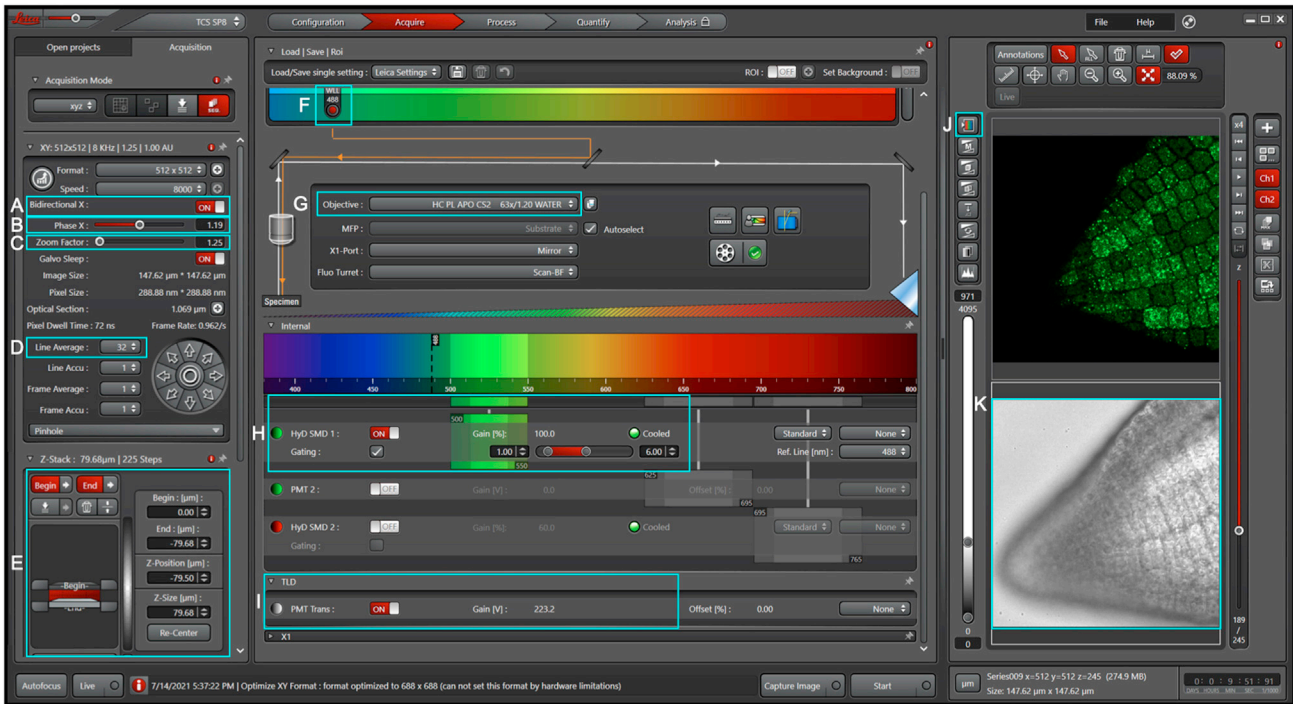 Leica
TCS SP8
Configuration
Acquire
Process
Quantify
Analysis
File
Help
Open projects
Acquisition
Acquisition Mode
xyz
SEQ
XY: 512x512 | 8 KHz | 1.25 | 1.00 AU
Format : 512 x 512
Speed : 8000
A
Bidirectional X : ON
B
Phase X : 1.19
C
Zoom Factor : 1.25
Galvo Sleep : ON
Image Size : 147.62 µm * 147.62 µm
Pixel Size : 288.88 nm * 288.88 nm
Optical Section : 1.069 µm
Pixel Dwell Time : 72 ns Frame Rate: 0.962/s
D
Line Average : 32
Line Accu : 1
Frame Average : 1
Frame Accu : 1
Pinhole
Z-Stack : 79.68µm | 225 Steps
E
Begin
End
Begin : [µm] :
0.00
End : [µm] :
-79.68
Z-Position [µm] :
-79.50
Z-Size [µm] :
79.68
Re-Center
-Begin-
-End-
Load | Save | Roi
Load/Save single setting : Leica Settings
ROI : OFF
Set Background : OFF
F
WLL
488
G
Objective : HC PL APO CS2 63x/1.20 WATER
MFP : Substrate
Autoselect
X1-Port : Mirror
Fluo Turret : Scan-BF
Specimen
Internal
488
400 450 500 550 600 650 700 750 800
H
500
HyD SMD 1 : ON Gain [%]: 100.0 Cooled Standard None
Gating : 1.00 6.00 Ref. Line [nm] : 488
550
625
PMT 2 : OFF Gain [V] : 0.0 Offset [%] : 0.00 None
695
695
HyD SMD 2 : OFF Gain [%]: 60.0 Cooled Standard None
Gating :
765
I
TLD
PMT Trans : ON Gain [V] : 223.2 Offset [%] : 0.00 None
X1
Annotations
88.09 %
Live
J
971
4095
0
0
K
x4
Ch1
Ch2
z
189
/
245
Autofocus
Live
7/14/2021 5:37:22 PM | Optimize XY Format : format optimized to 688 x 688 (can not set this format by hardware limitations)
Capture Image
Start
µm
Series009 x=512 y=512 z=245 (274.9 MB)
Size: 147.62 µm x 147.62 µm
0 : 0 : 9 : 51 : 91
DAYS HOURS MIN SEC 1/1000